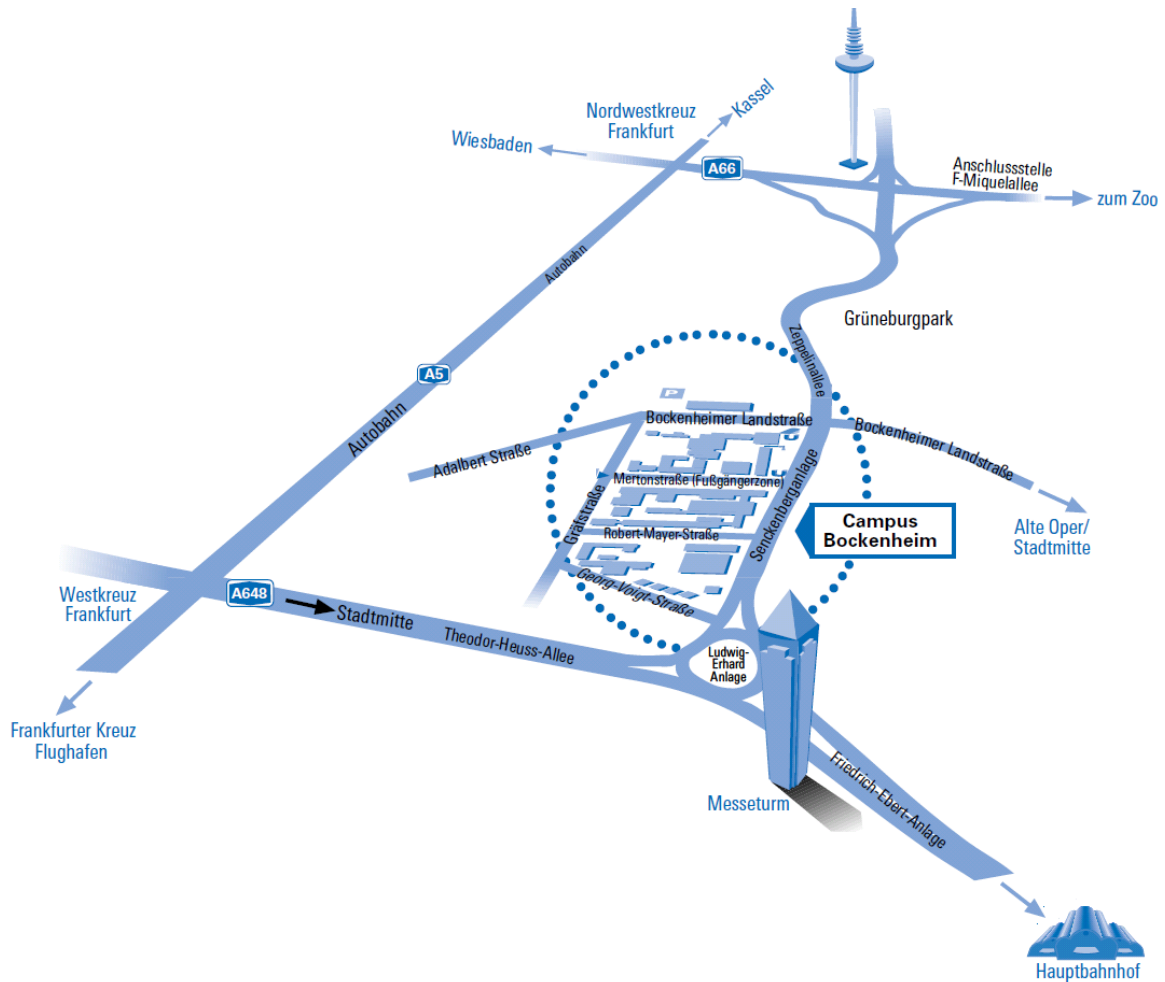 Nordwestkreuz
Frankfurt
Kassel
Wiesbaden
A66
Anschlussstelle
F-Miquelallee
zum Zoo
Autobahn
Grüneburgpark
Zeppelinallee
A5
Autobahn
P
Bockenheimer Landstraße
Bockenheimer Landstraße
Adalbert Straße
Mertonstraße (Fußgängerzone)
Gräfstraße
Senckenberganlage
Robert-Mayer-Straße
Campus
Bockenheim
Alte Oper/
Stadtmitte
Georg-Voigt-Straße
Westkreuz
Frankfurt
A648
Stadtmitte
Theodor-Heuss-Allee
Ludwig-
Erhard
Anlage
Frankfurter Kreuz
Flughafen
Messeturm
Friedrich-Ebert-Anlage
Hauptbahnhof